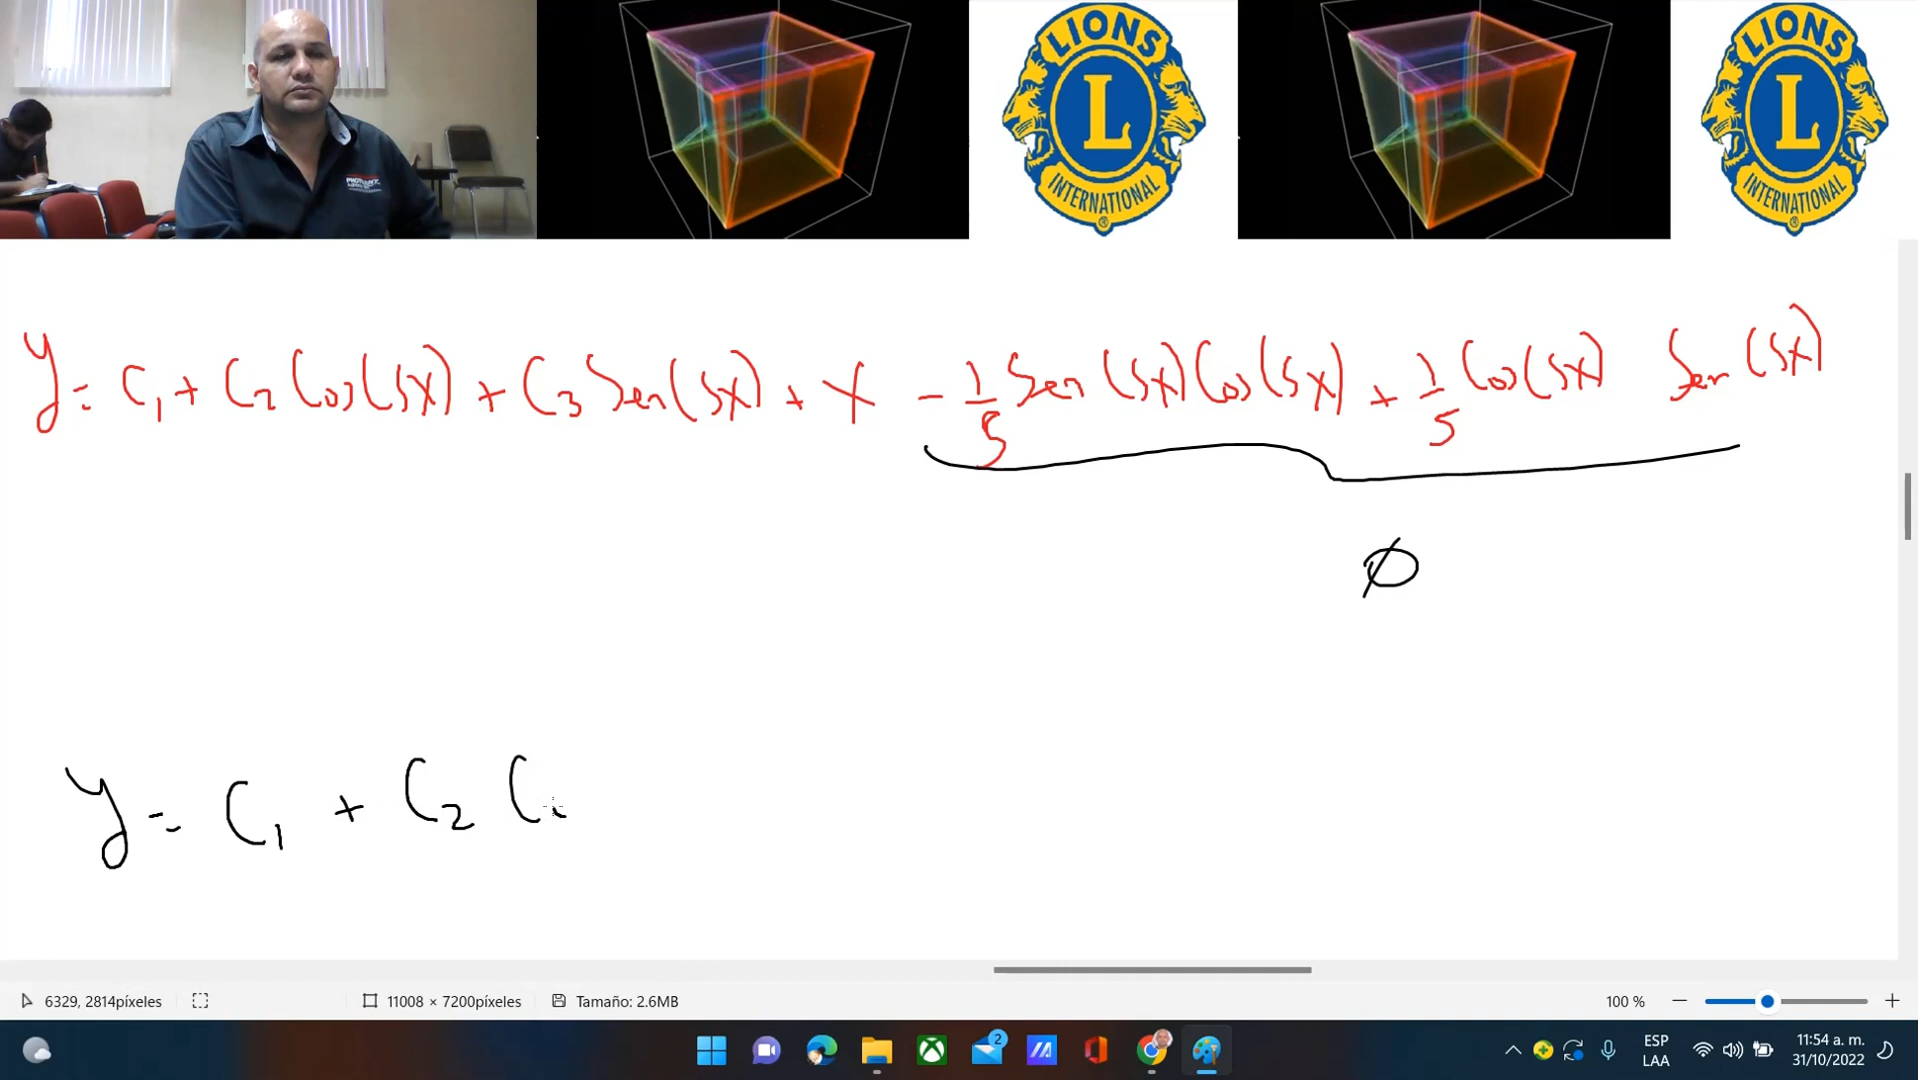 LIONS
L
INTERNATIONAL
®
LIONS
L
INTERNATIONAL
®
y = C1 + C2 Cos(5x) + C3 Sen(5x) + x - 1/5 Sen(5x) Cos(5x) + 1/5 Cos(5x) Sen(5x)
Ø
y = C1 + C2 Co
6329, 2814píxeles
11008 × 7200píxeles
Tamaño: 2.6MB
100 %
2
ESP
LAA
11:54 a. m.
31/10/2022